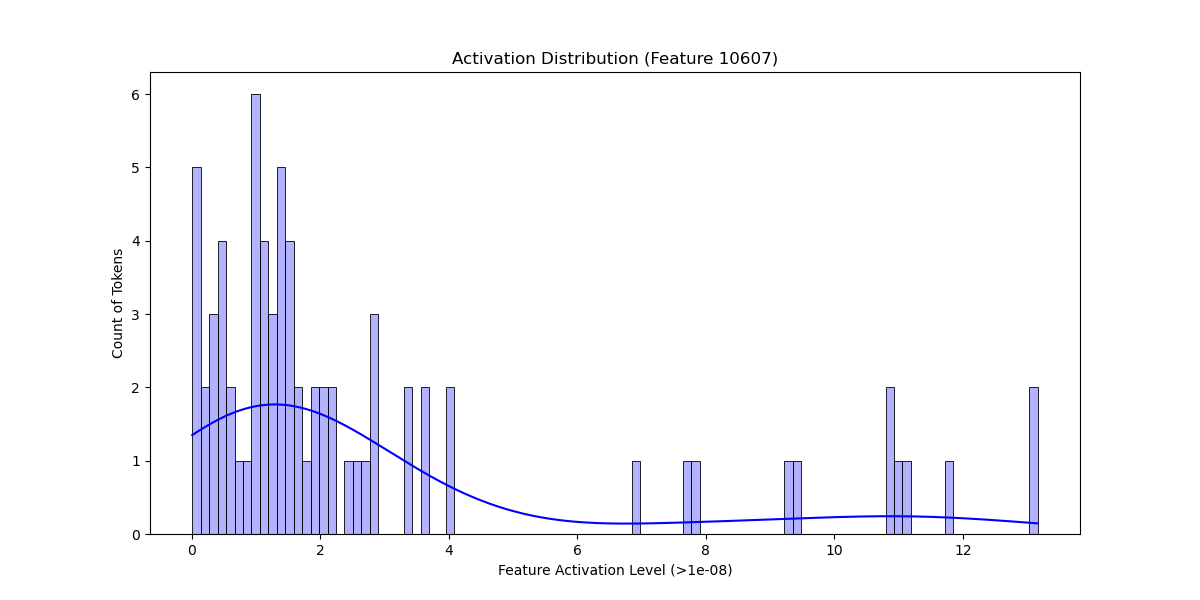 Activation Distribution (Feature 10607)
Count of Tokens
6
5
4
3
2
1
0
0 2 4 6 8 10 12
Feature Activation Level (>1e-08)